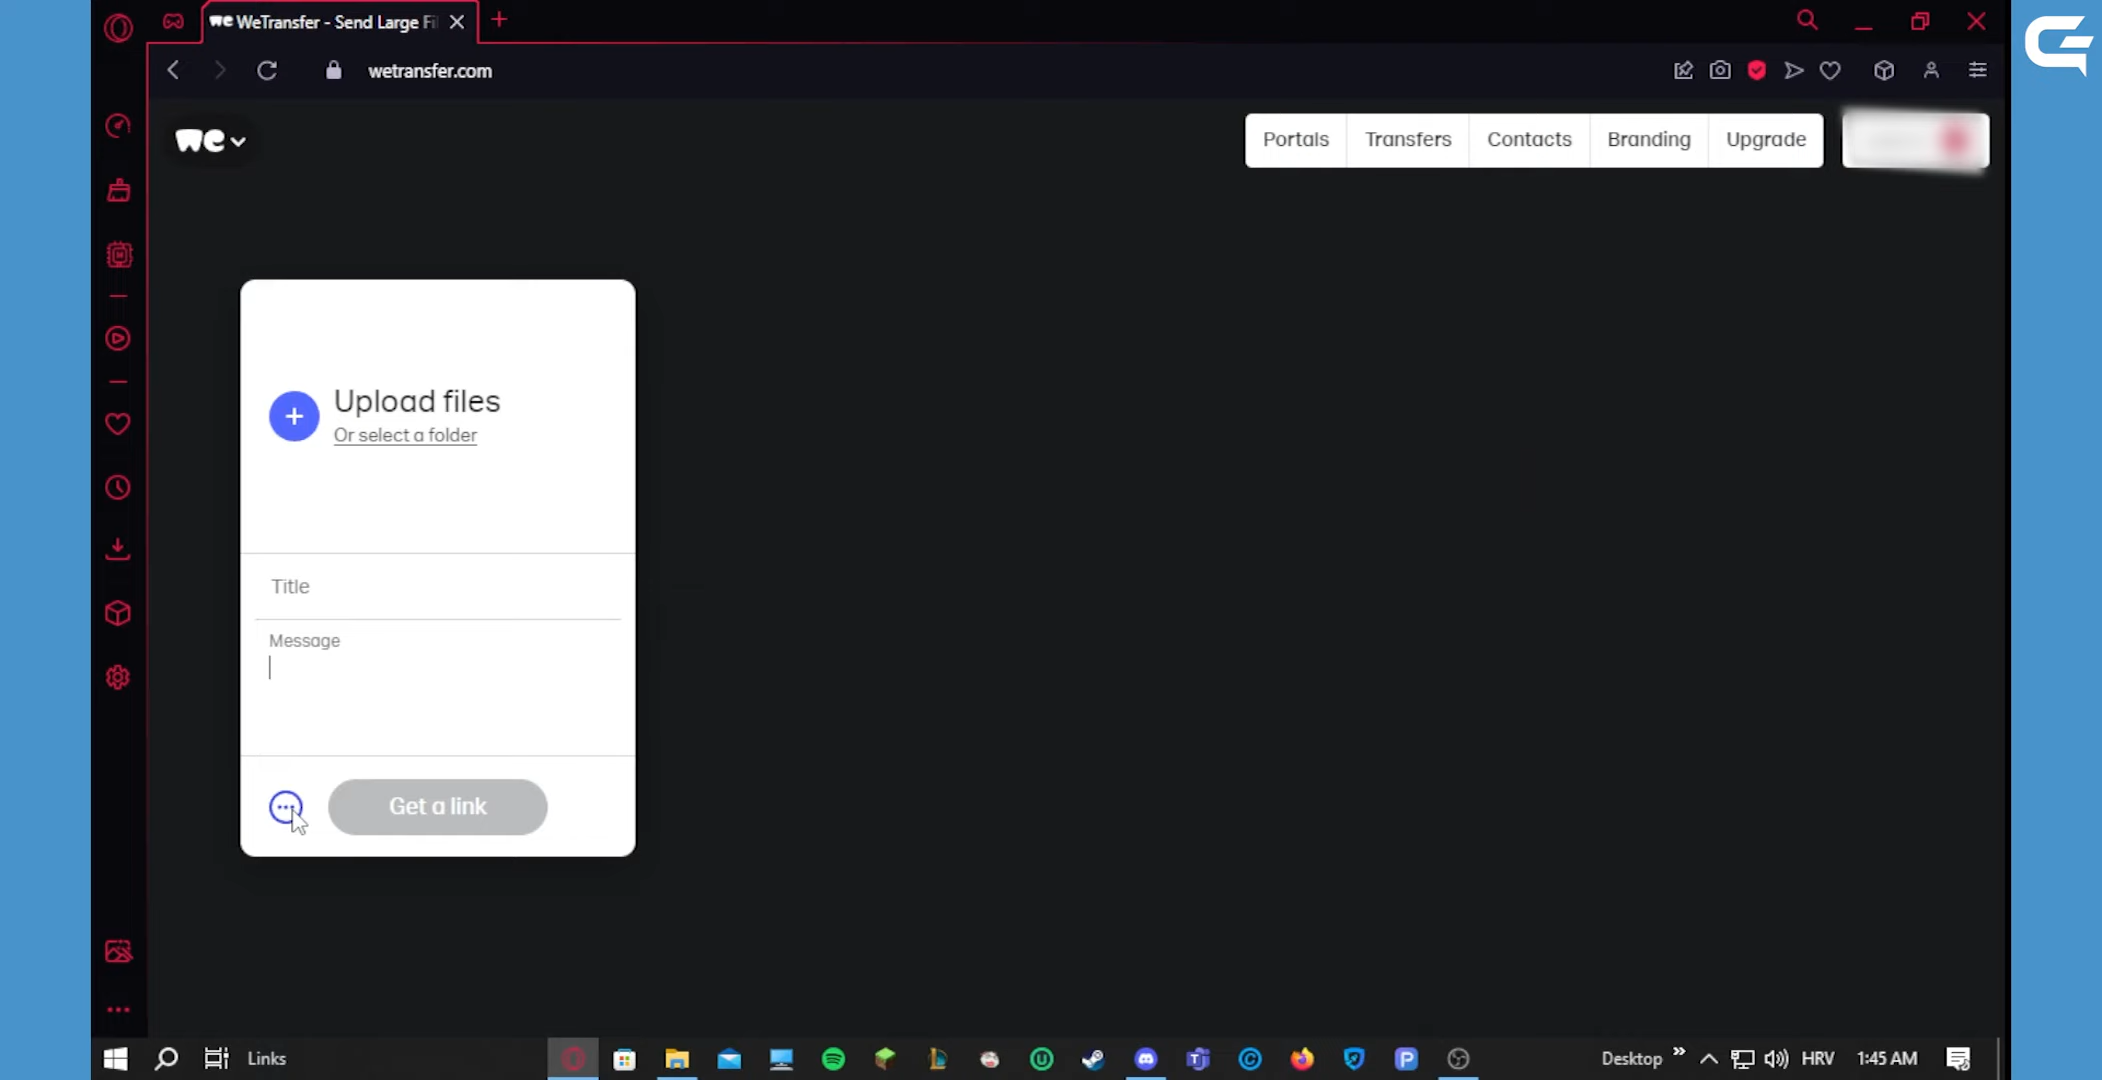 WeTransfer - Send Large Fi
wetransfer.com
we
Portals
Transfers
Contacts
Branding
Upgrade
Upload files
Or select a folder
Title
Message
Get a link
Links
Desktop
HRV
1:45 AM